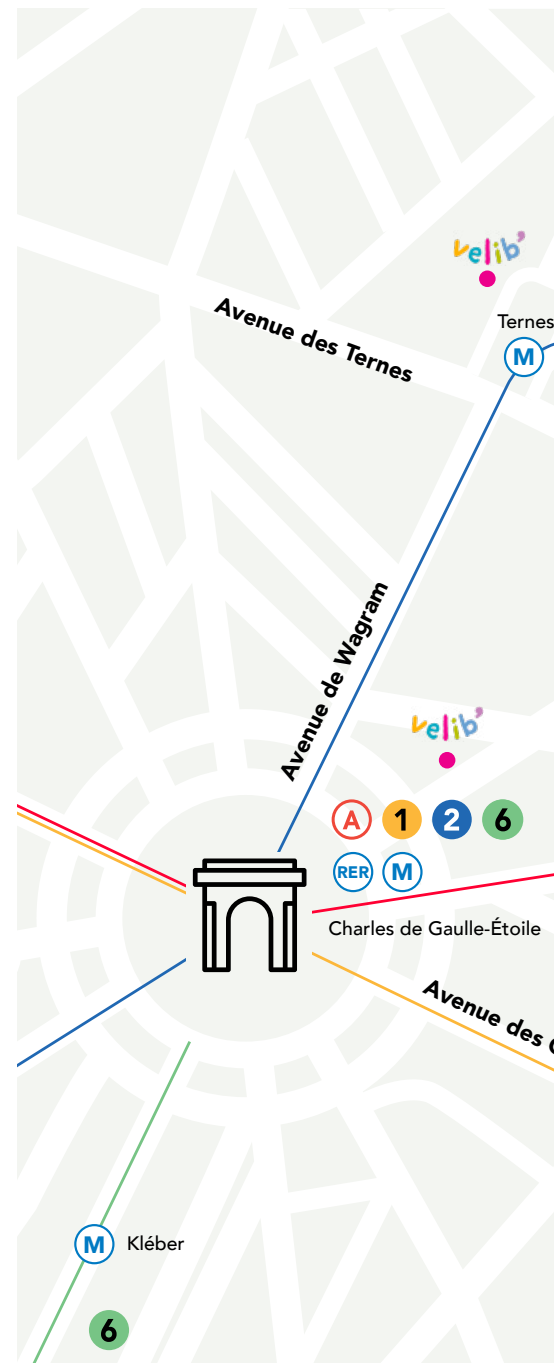 velib'
Ternes
M
Avenue des Ternes
Avenue de Wagram
velib'
A 1 2 6
RER M
Charles de Gaulle-Étoile
Avenue des
M Kléber
6